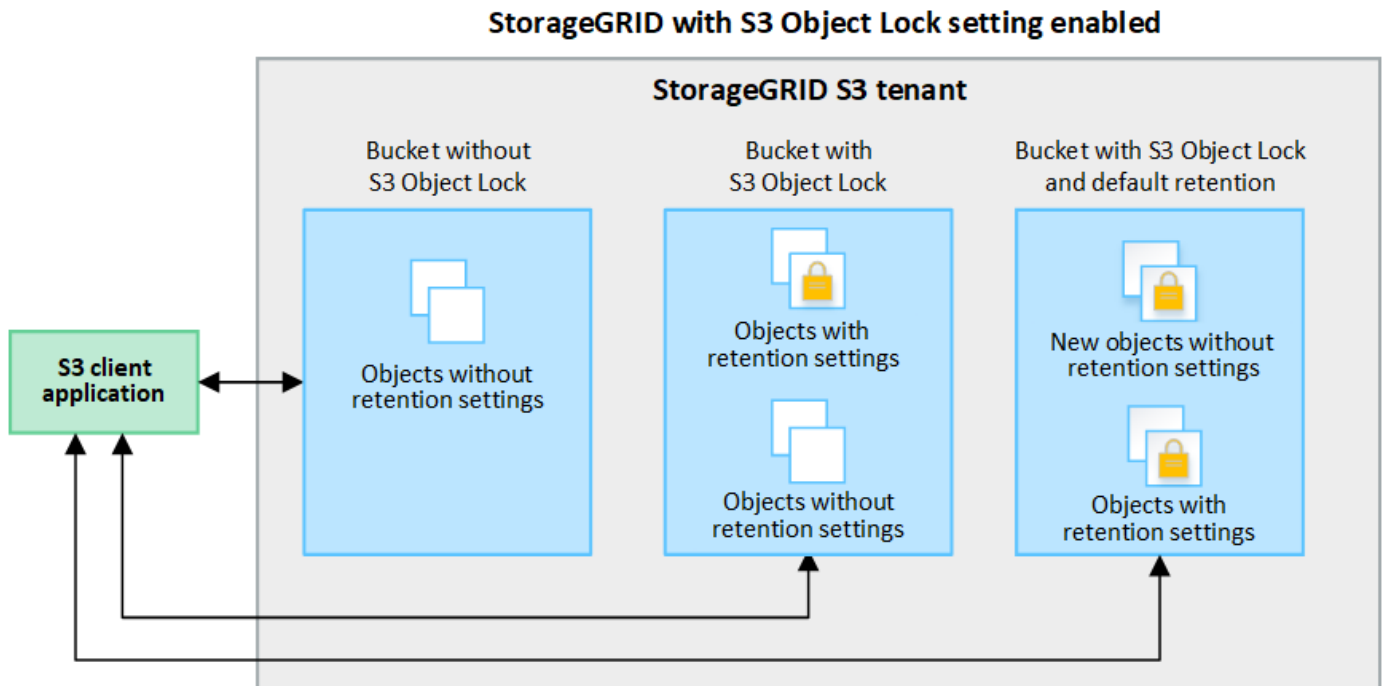 StorageGRID with S3 Object Lock setting enabled
StorageGRID S3 tenant
Bucket without
S3 Object Lock
Objects without
retention settings
Bucket with
S3 Object Lock
Objects with
retention settings
Objects without
retention settings
Bucket with S3 Object Lock
and default retention
New objects without
retention settings
Objects with
retention settings
S3 client
application